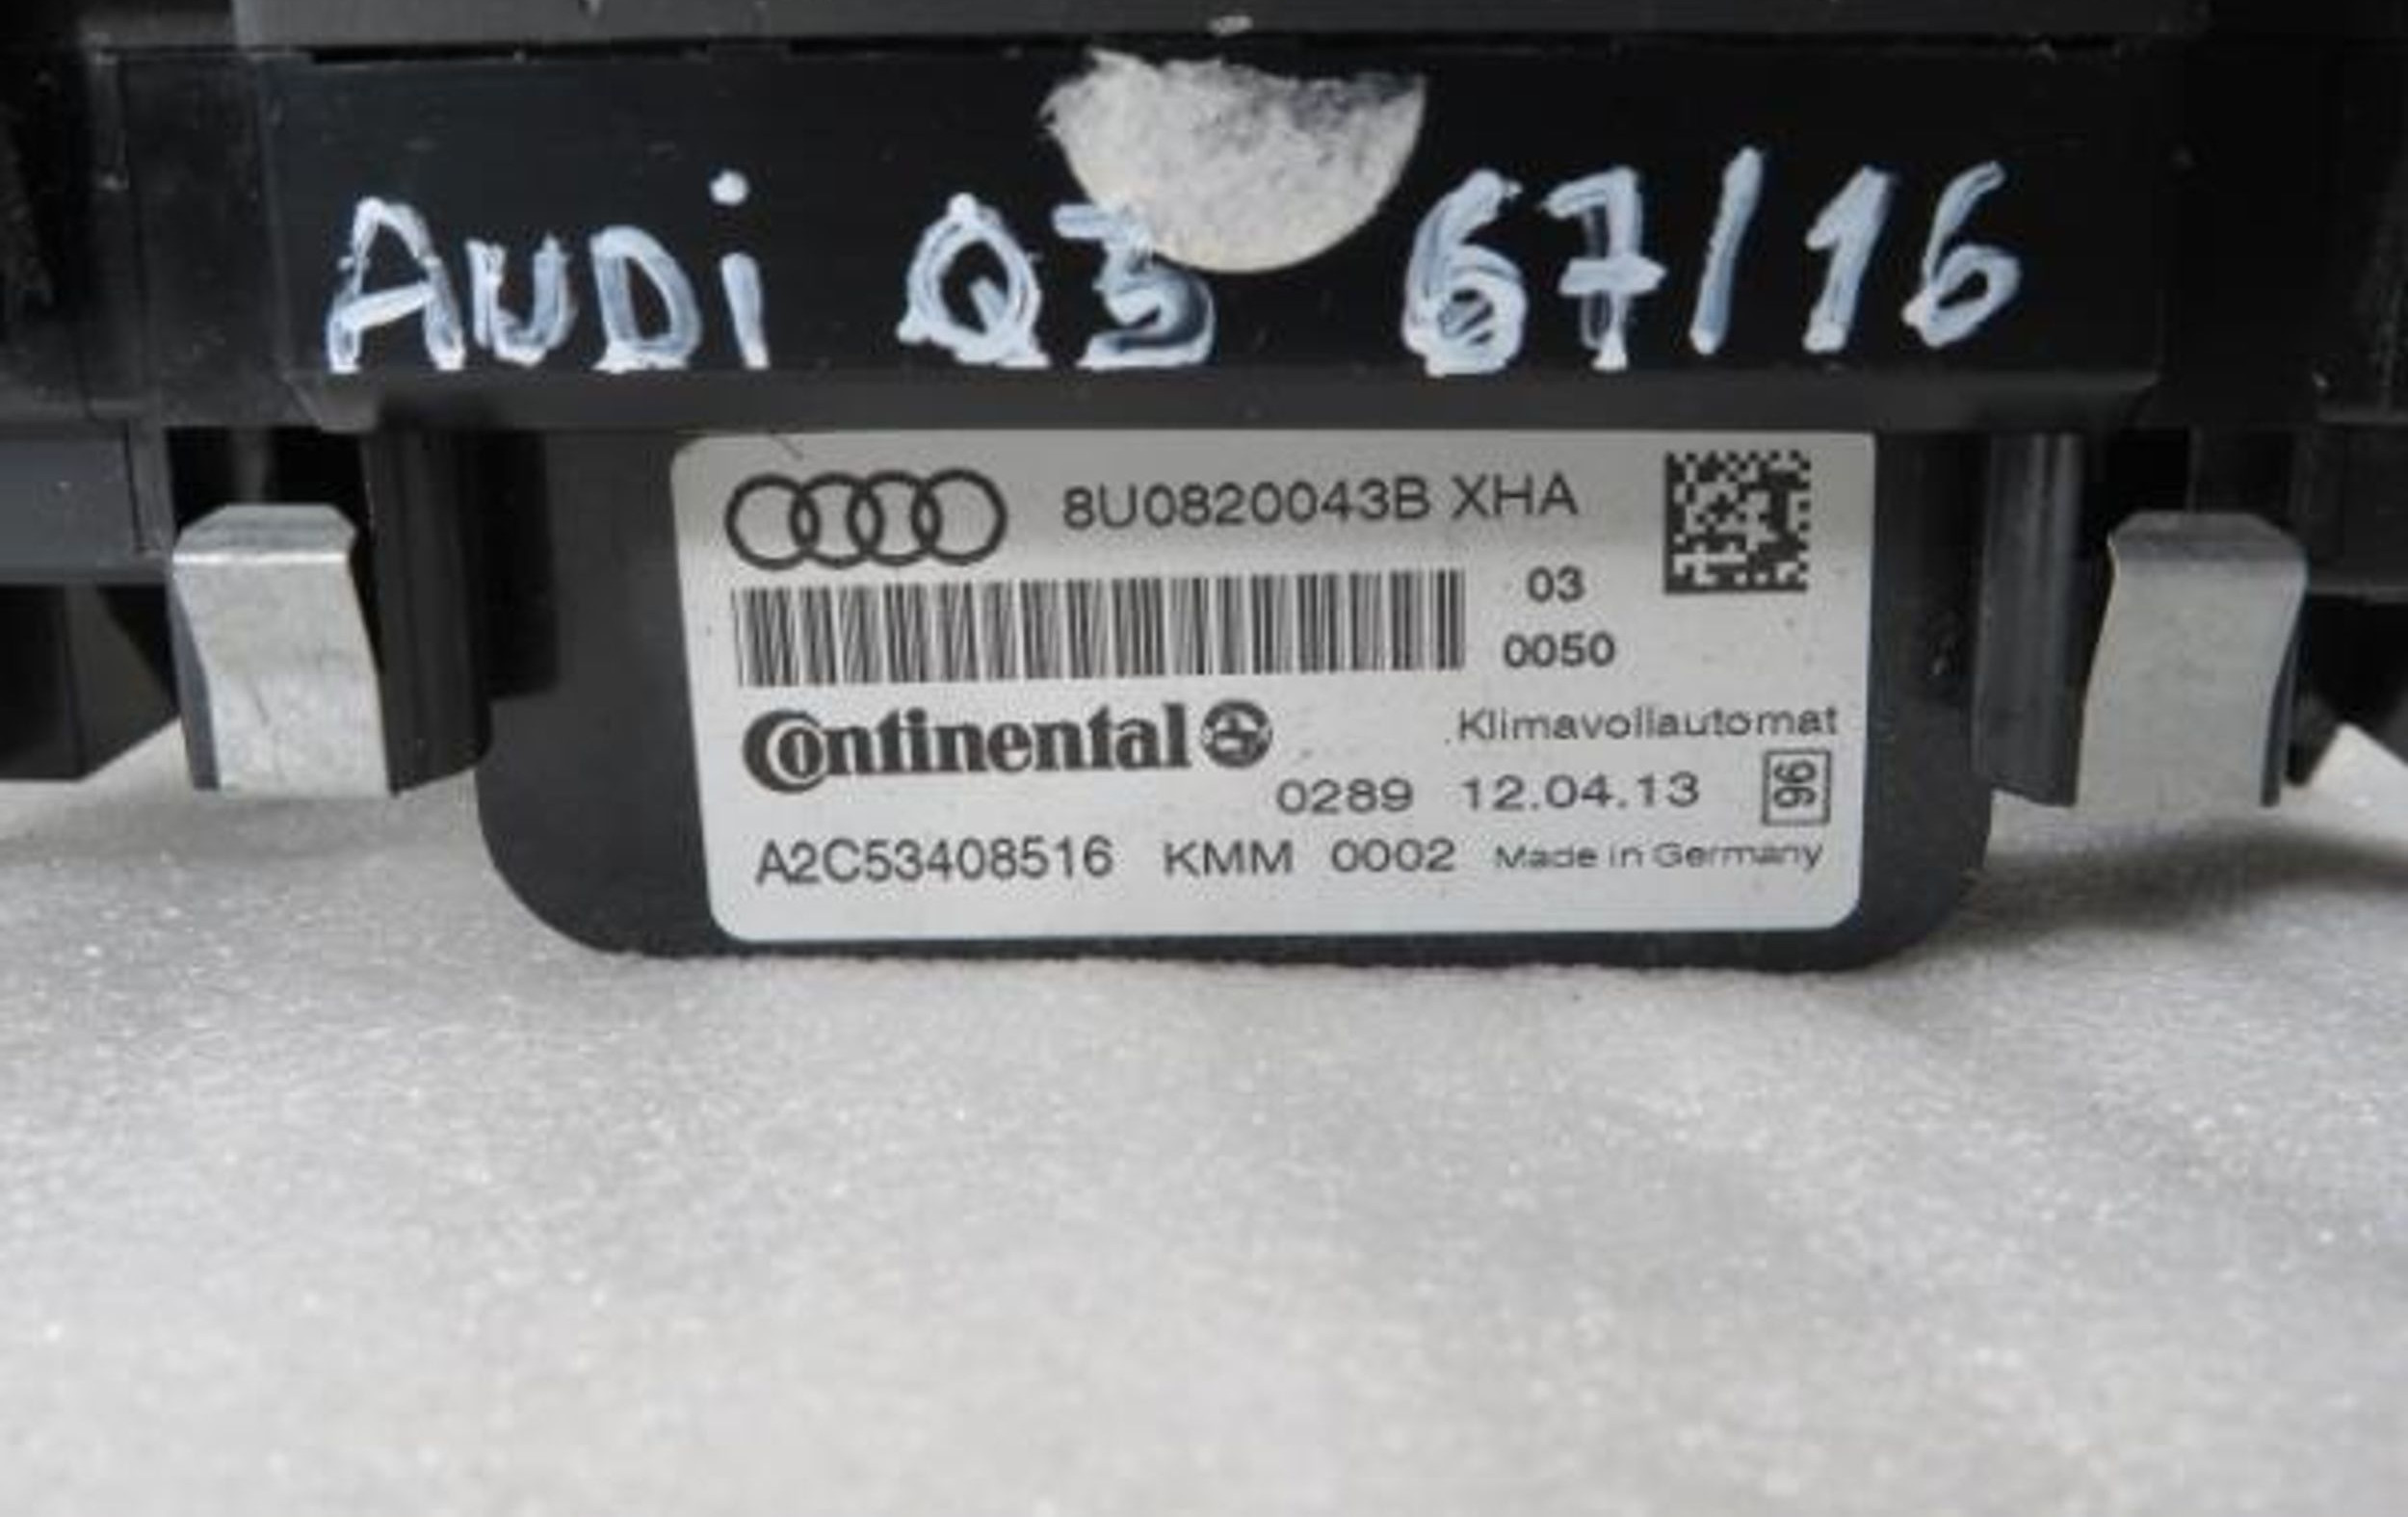 AUDi Q3 67/16
8U0820043B XHA
03
0050
Continental
Klimavollautomat
0289 12.04.13 96
A2C53408516 KMM 0002 Made in Germany